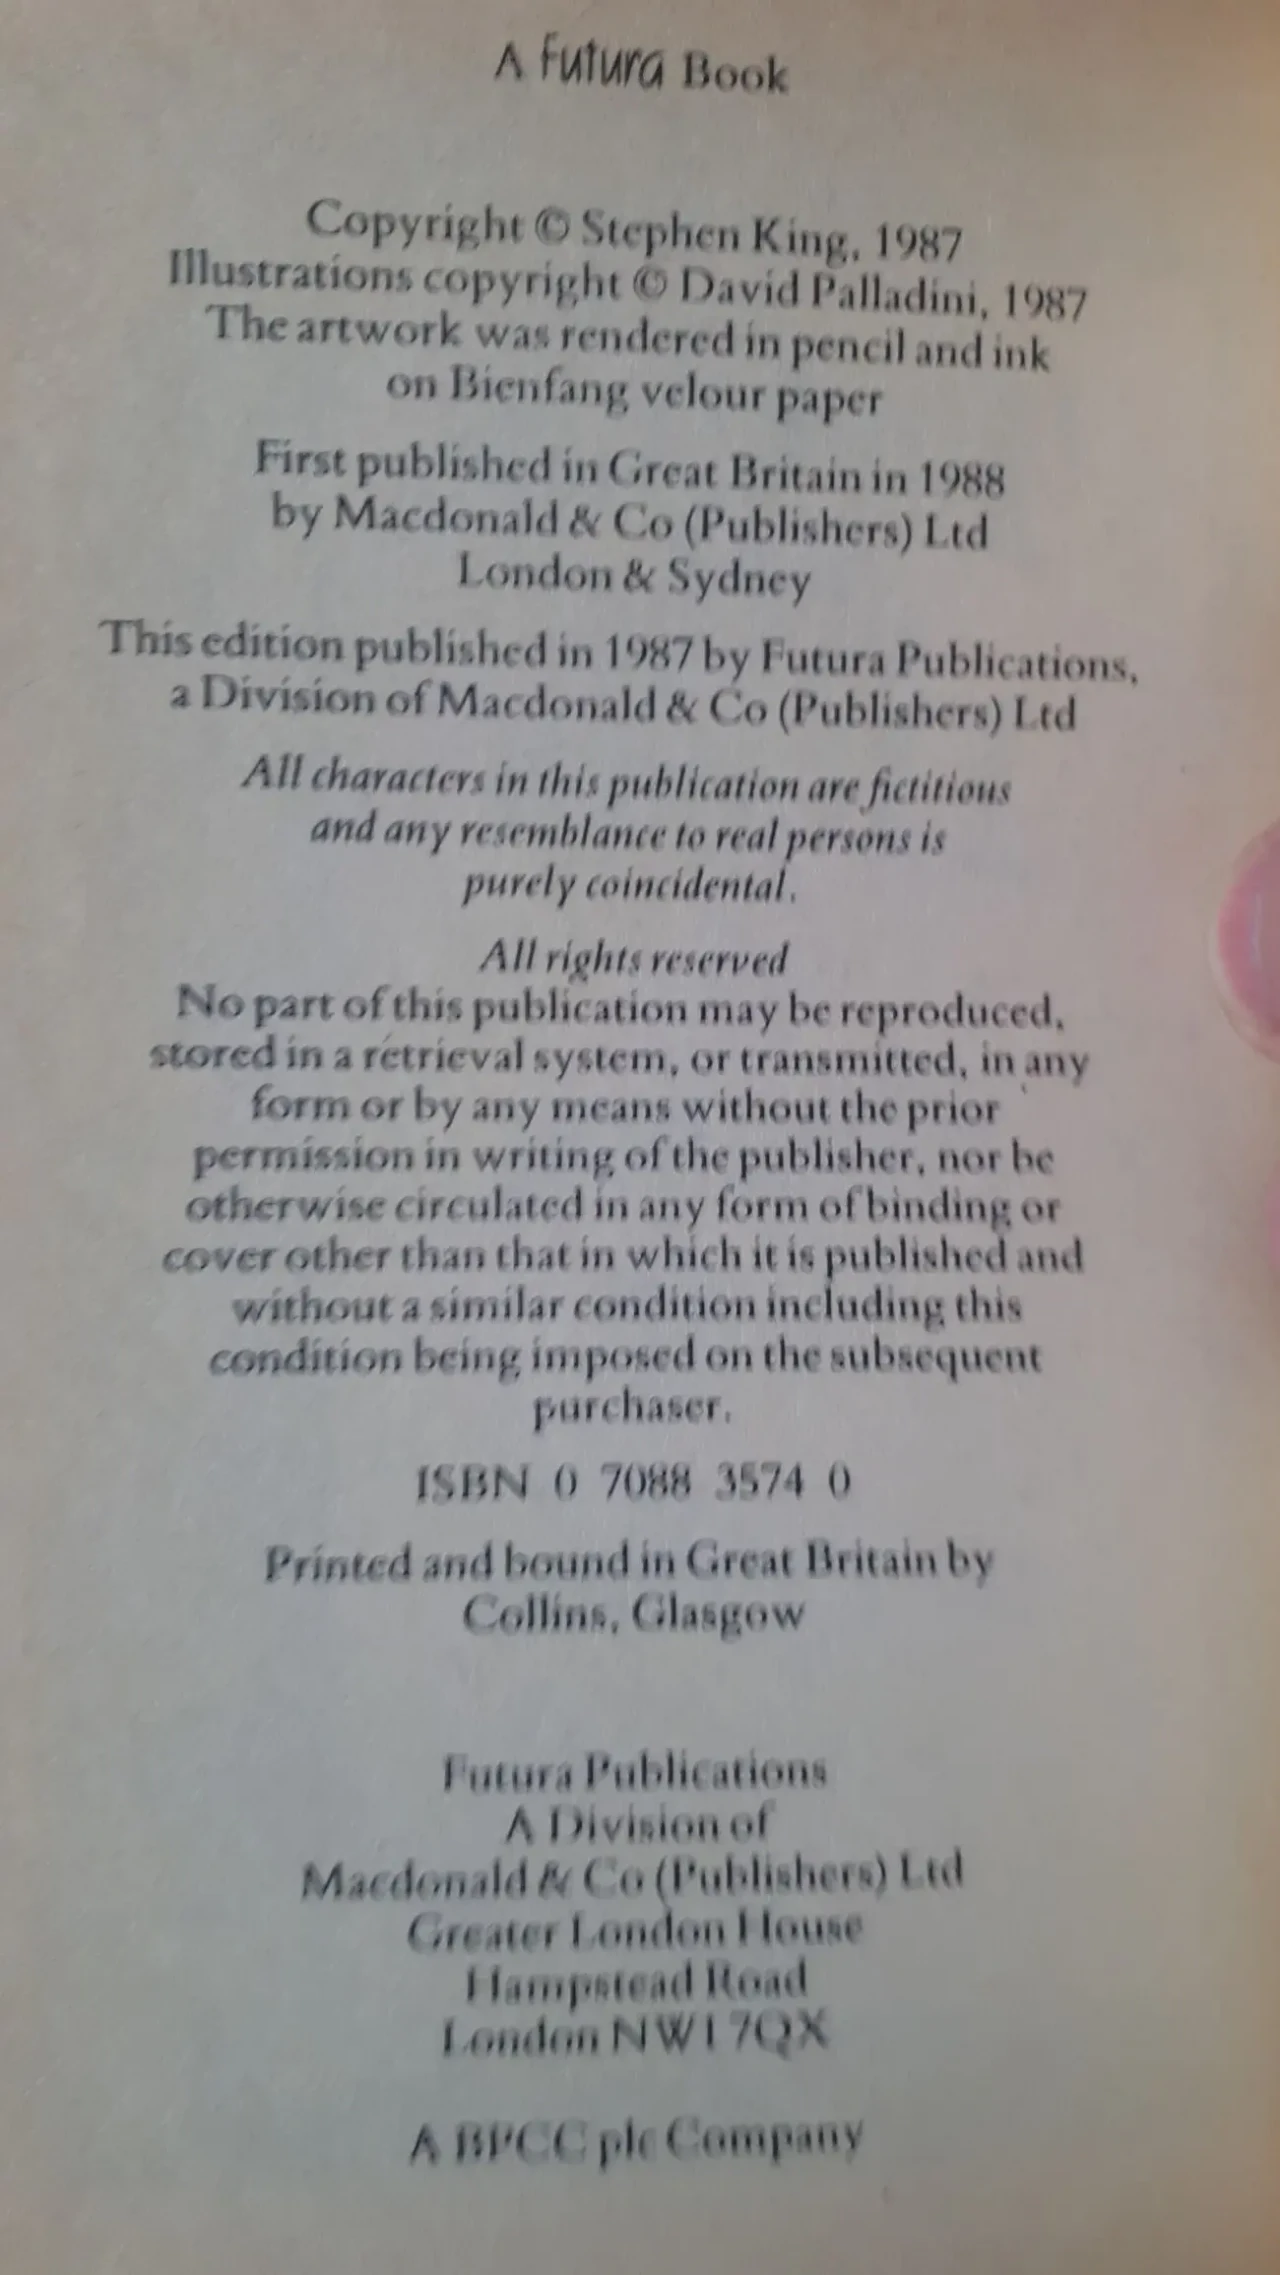 A Futura Book
Copyright © Stephen King, 1987
Illustrations copyright © David Palladini, 1987
The artwork was rendered in pencil and ink
on Bienfang velour paper
First published in Great Britain in 1988
by Macdonald & Co (Publishers) Ltd
London & Sydney
This edition published in 1987 by Futura Publications,
a Division of Macdonald & Co (Publishers) Ltd
All characters in this publication are fictitious
and any resemblance to real persons is
purely coincidental.
All rights reserved
No part of this publication may be reproduced,
stored in a retrieval system, or transmitted, in any
form or by any means without the prior
permission in writing of the publisher, nor be
otherwise circulated in any form of binding or
cover other than that in which it is published and
without a similar condition including this
condition being imposed on the subsequent
purchaser.
ISBN 0 7088 3574 0
Printed and bound in Great Britain by
Collins, Glasgow
Futura Publications
A Division of
Macdonald & Co (Publishers) Ltd
Greater London House
Hampstead Road
London NW1 7QX
A BPCC plc Company